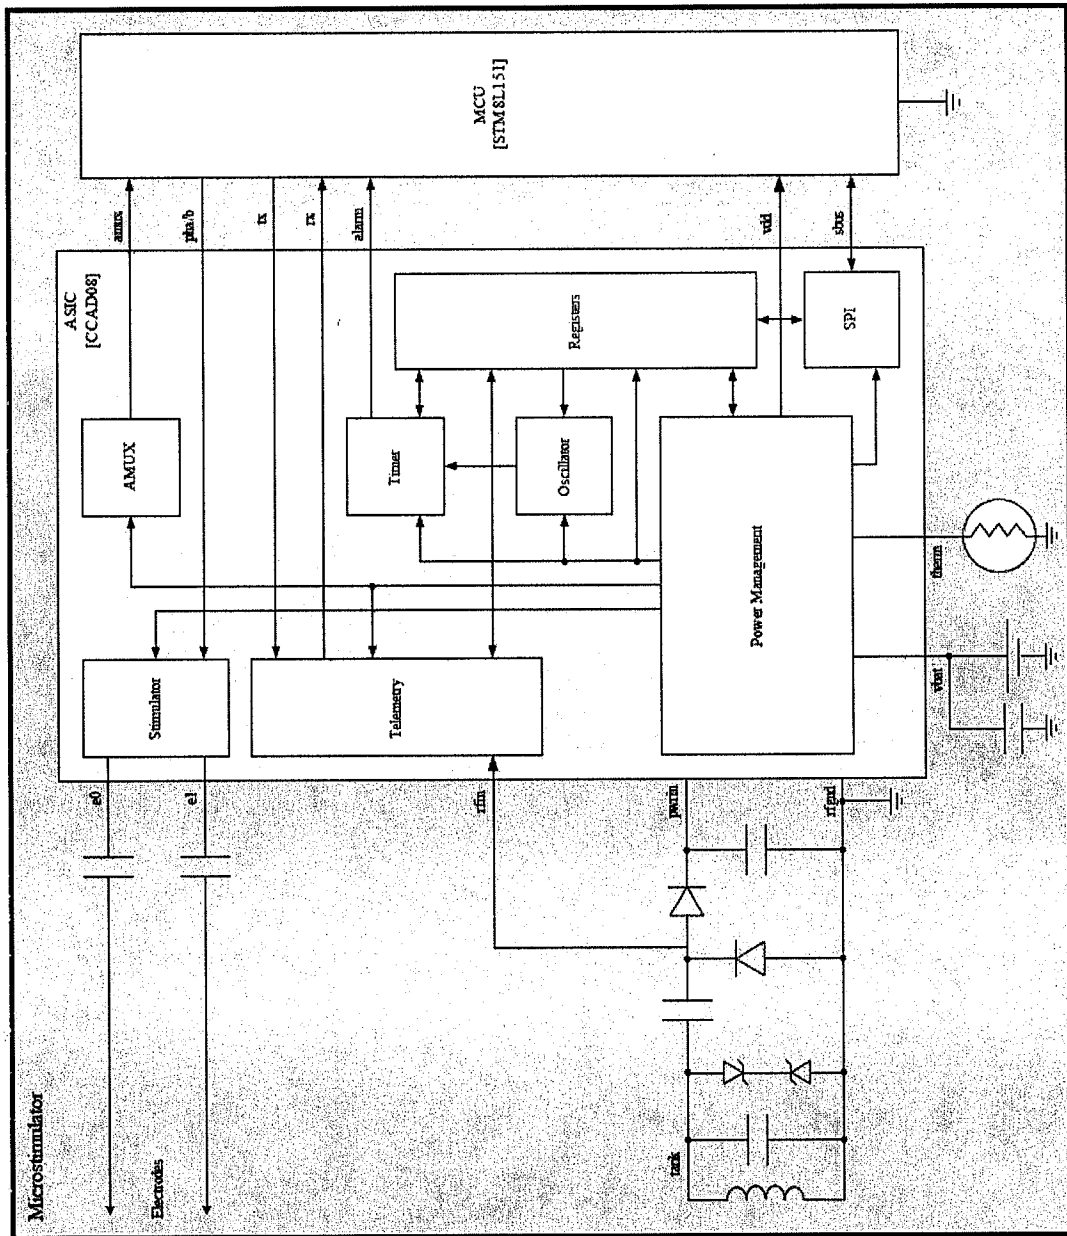 Microstimulator
Electrodes
e0
e1
rfin
tank
pwrin
rfgnd
ASIC
[CCAD08]
Stimulator
Telemetry
AMUX
Timer
Oscillator
Registers
Power Management
SPI
vbat
therm
amux
pha/b
tx
rx
alarm
vdd
sbus
MCU
[STM8L151]